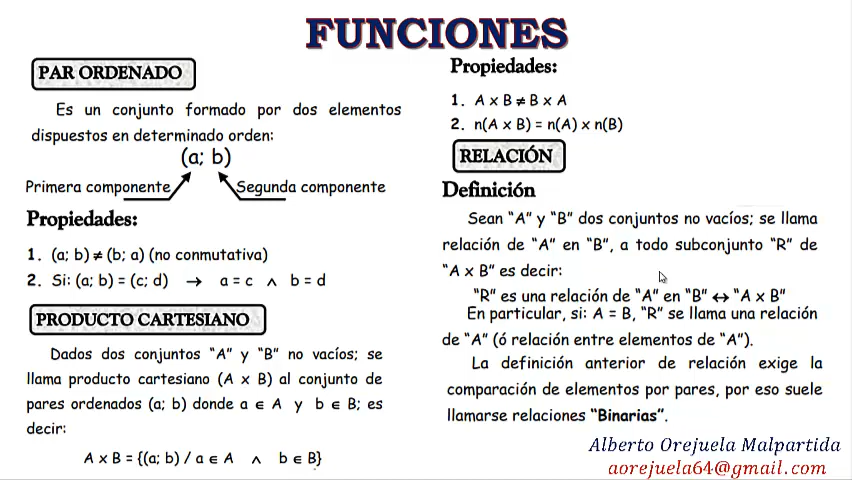 FUNCIONES
PAR ORDENADO
Es un conjunto formado por dos elementos
dispuestos en determinado orden:
(a; b)
Primera componente Segunda componente
Propiedades:
1. (a; b) ≠ (b; a) (no conmutativa)
2. Si: (a; b) = (c; d) → a = c ∧ b = d
PRODUCTO CARTESIANO
Dados dos conjuntos “A” y “B” no vacíos; se
llama producto cartesiano (A x B) al conjunto de
pares ordenados (a; b) donde a ∈ A y b ∈ B; es
decir:
A x B = {(a; b) / a ∈ A ∧ b ∈ B}
Propiedades:
1. A x B ≠ B x A
2. n(A x B) = n(A) x n(B)
RELACIÓN
Definición
Sean “A” y “B” dos conjuntos no vacíos; se llama
relación de “A” en “B”, a todo subconjunto “R” de
“A x B” es decir:
“R” es una relación de “A” en “B” ↔ “A x B”
En particular, si: A = B, “R” se llama una relación
de “A” (ó relación entre elementos de “A”).
La definición anterior de relación exige la
comparación de elementos por pares, por eso suele
llamarse relaciones “Binarias”.
Alberto Orejuela Malpartida
aorejuela64@gmail.com